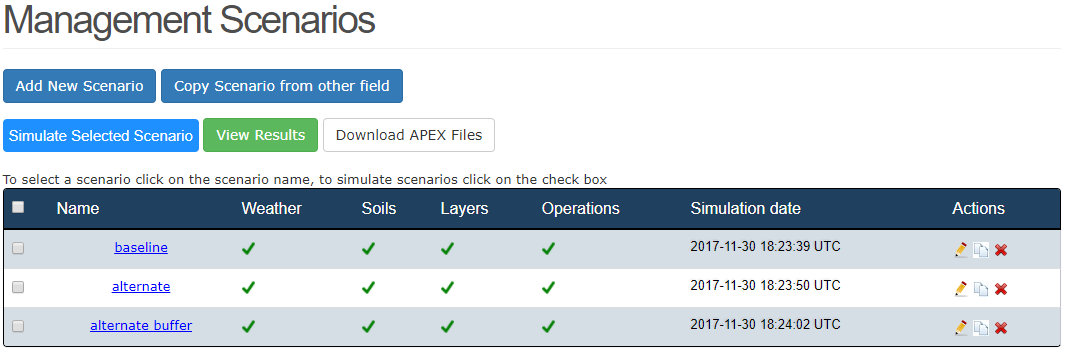 Management Scenarios
Add New Scenario Copy Scenario from other field
Simulate Selected Scenario View Results Download APEX Files
To select a scenario click on the scenario name, to simulate scenarios click on the check box
Name Weather Soils Layers Operations Simulation date Actions
baseline 2017-11-30 18:23:39 UTC
alternate 2017-11-30 18:23:50 UTC
alternate buffer 2017-11-30 18:24:02 UTC